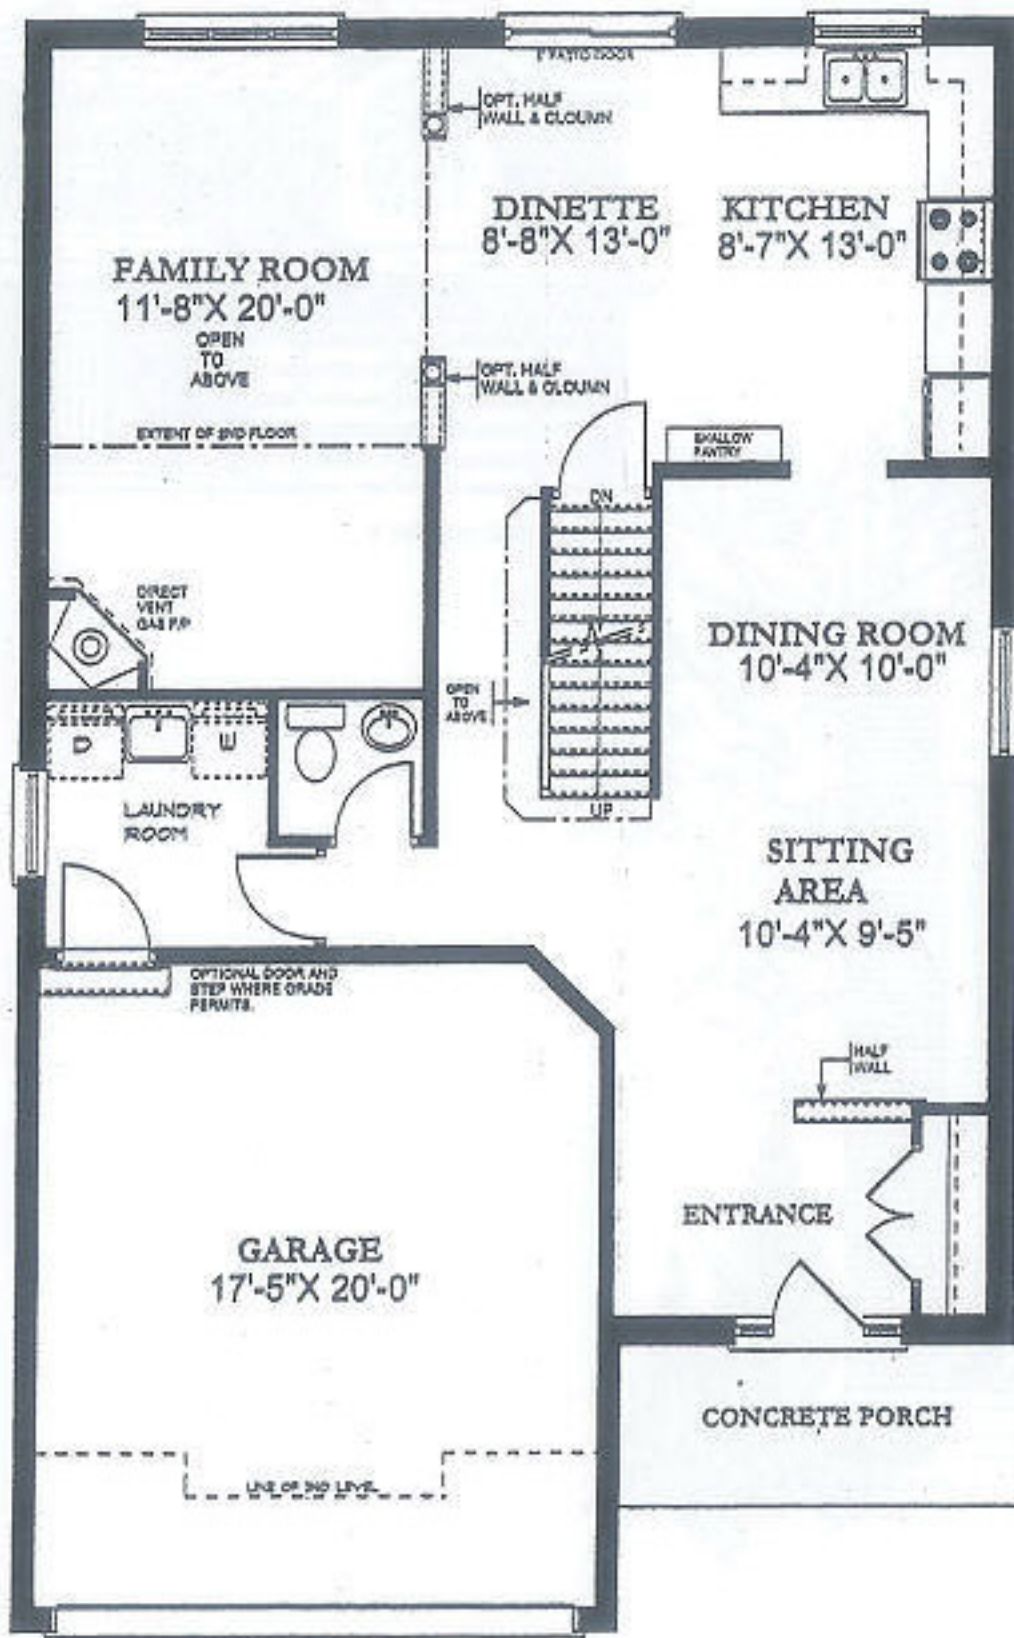 OPT. HALF
WALL & CLOUMN
DINETTE
8'-8"X 13'-0"
KITCHEN
8'-7"X 13'-0"
FAMILY ROOM
11'-8"X 20'-0"
OPEN
TO
ABOVE
OPT. HALF
WALL & CLOUMN
EXTENT OF 2ND FLOOR
SHALLOW
PANTRY
DN
DIRECT
VENT
GAS F/P
DINING ROOM
10'-4"X 10'-0"
OPEN
TO
ABOVE
D
W
UP
LAUNDRY
ROOM
SITTING
AREA
10'-4"X 9'-5"
OPTIONAL DOOR AND
STEP WHERE GRADE
PERMITS.
HALF
WALL
ENTRANCE
GARAGE
17'-5"X 20'-0"
CONCRETE PORCH
LINE OF 2ND LEVEL